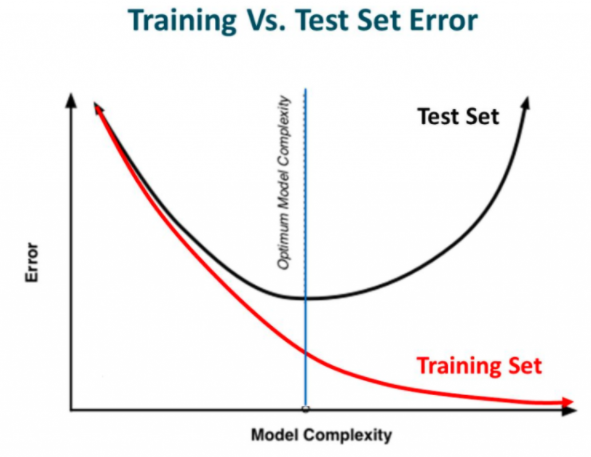 Training Vs. Test Set Error
Test Set
Optimum Model Complexity
Error
Training Set
Model Complexity